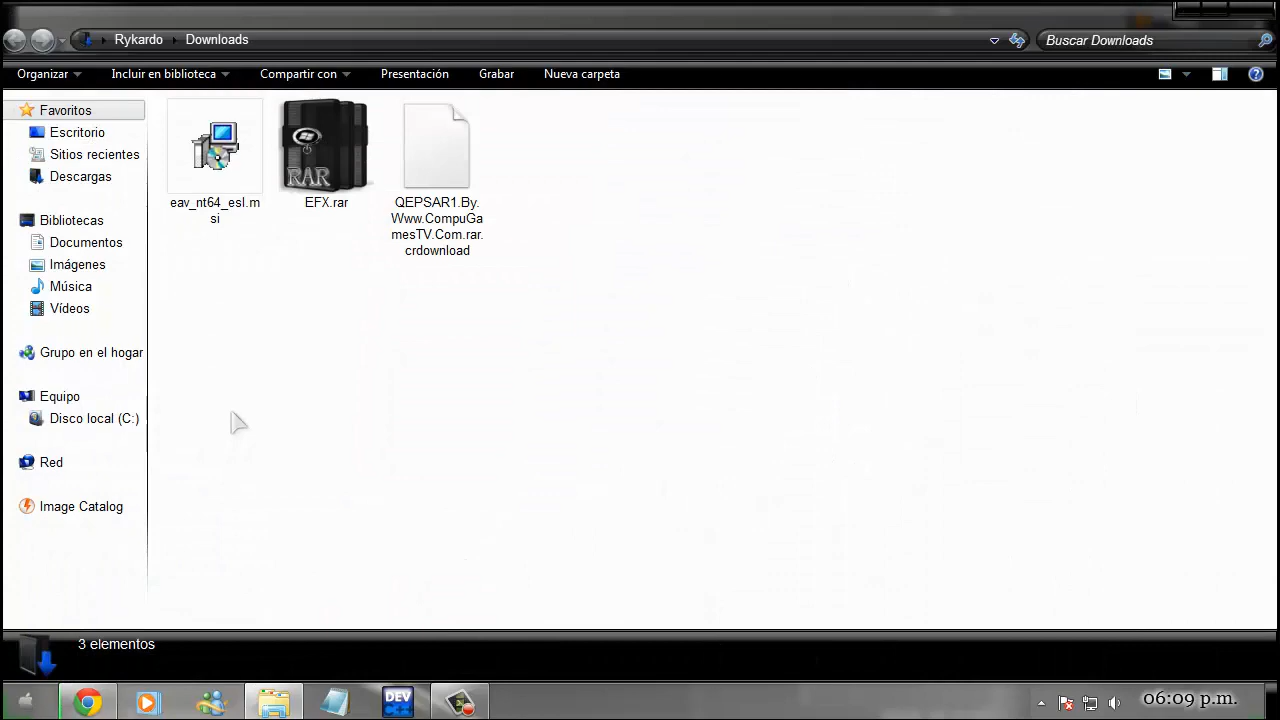 Rykardo Downloads
Buscar Downloads
Organizar Incluir en biblioteca Compartir con Presentación Grabar Nueva carpeta
Favoritos
Escritorio
Sitios recientes
Descargas
Bibliotecas
Documentos
Imágenes
Música
Vídeos
Grupo en el hogar
Equipo
Disco local (C:)
Red
Image Catalog
eav_nt64_esl.m
si
RAR
EFX.rar
QEPSAR1.By.
Www.CompuGa
mesTV.Com.rar.
crdownload
3 elementos
DEV
C++
06:09 p.m.